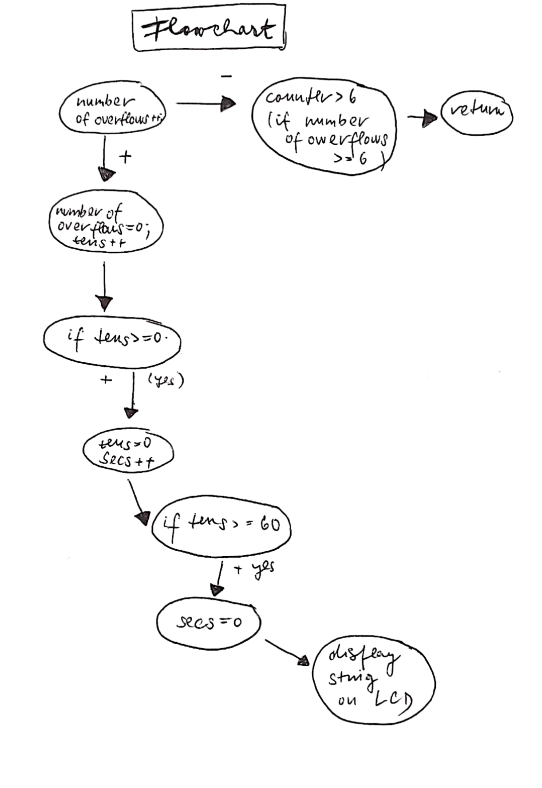 Flowchart
number
of overflows++
-
counter>6
(if number
of owerflows
>=6 )
return
+
number of
overflows=0;
tens++
if tens>=0.
+ (yes)
tens=0
secs++
if tens>=60
+ yes
secs=0
display
string
on LCD